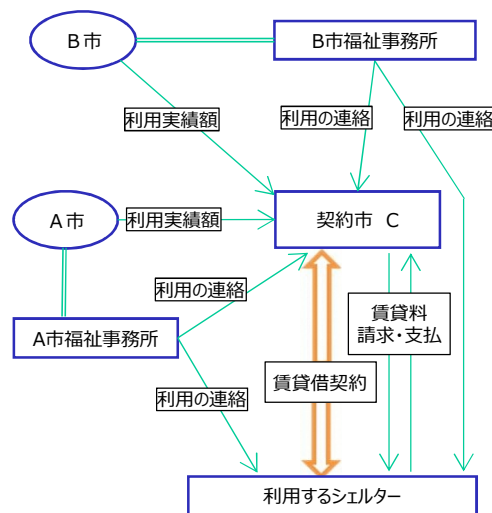 B市
B市福祉事務所
利用実績額
利用の連絡
利用の連絡
A市
利用実績額
契約市 C
利用の連絡
A市福祉事務所
賃貸料
請求・支払
賃貸借契約
利用の連絡
利用するシェルター